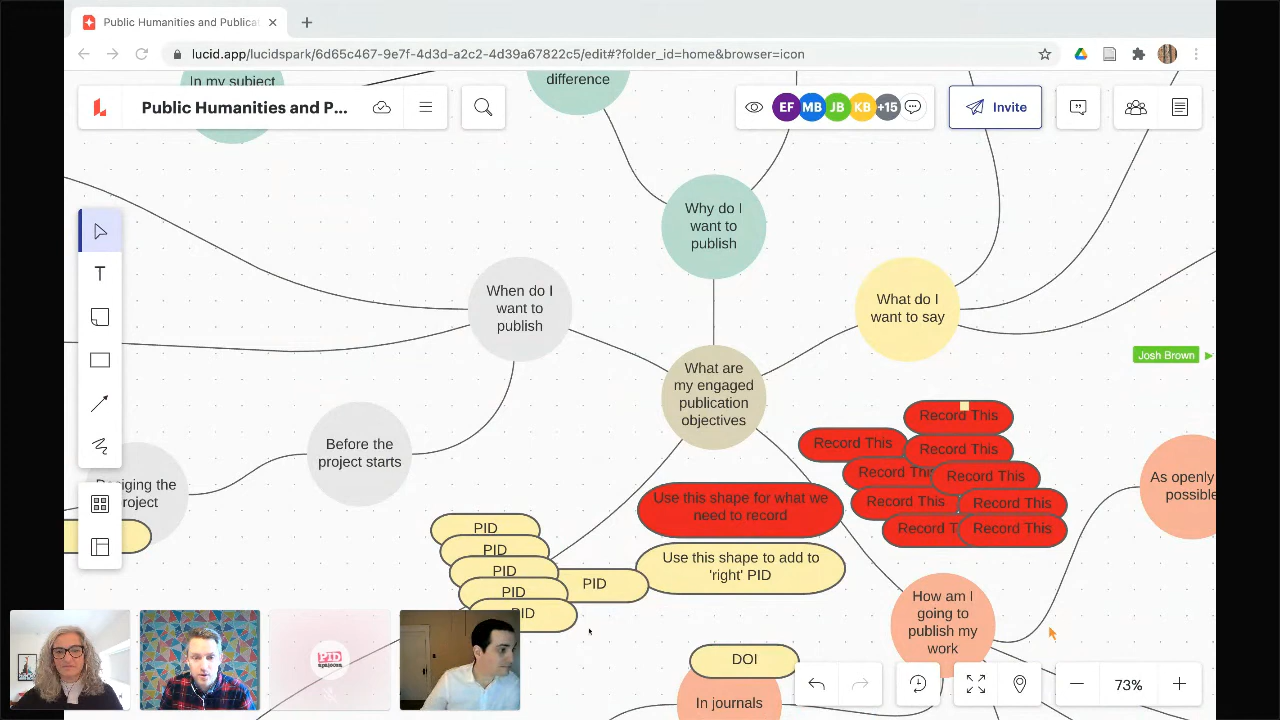 Public Humanities and Publica
lucid.app/lucidspark/6d65c467-9e7f-4d3d-a2c2-4d39a67822c5/edit#?folder_id=home&browser=icon
In my subject
difference
Public Humanities and P...
EF
MB
JB
KB
+15
Invite
Why do I
want to
publish
When do I
want to
publish
What do I
want to say
Josh Brown
What are
my engaged
publication
objectives
Before the
project starts
project
T
Record This
Record This
Record This
Record This
Record This
Record This
Record This
Record T
Record This
As openly
possible
Use this shape for what we
need to record
Use this shape to add to
'right' PID
PID
PID
PID
PID
PID
PID
How am I
going to
publish my
work
DOI
In journals
PID
73%